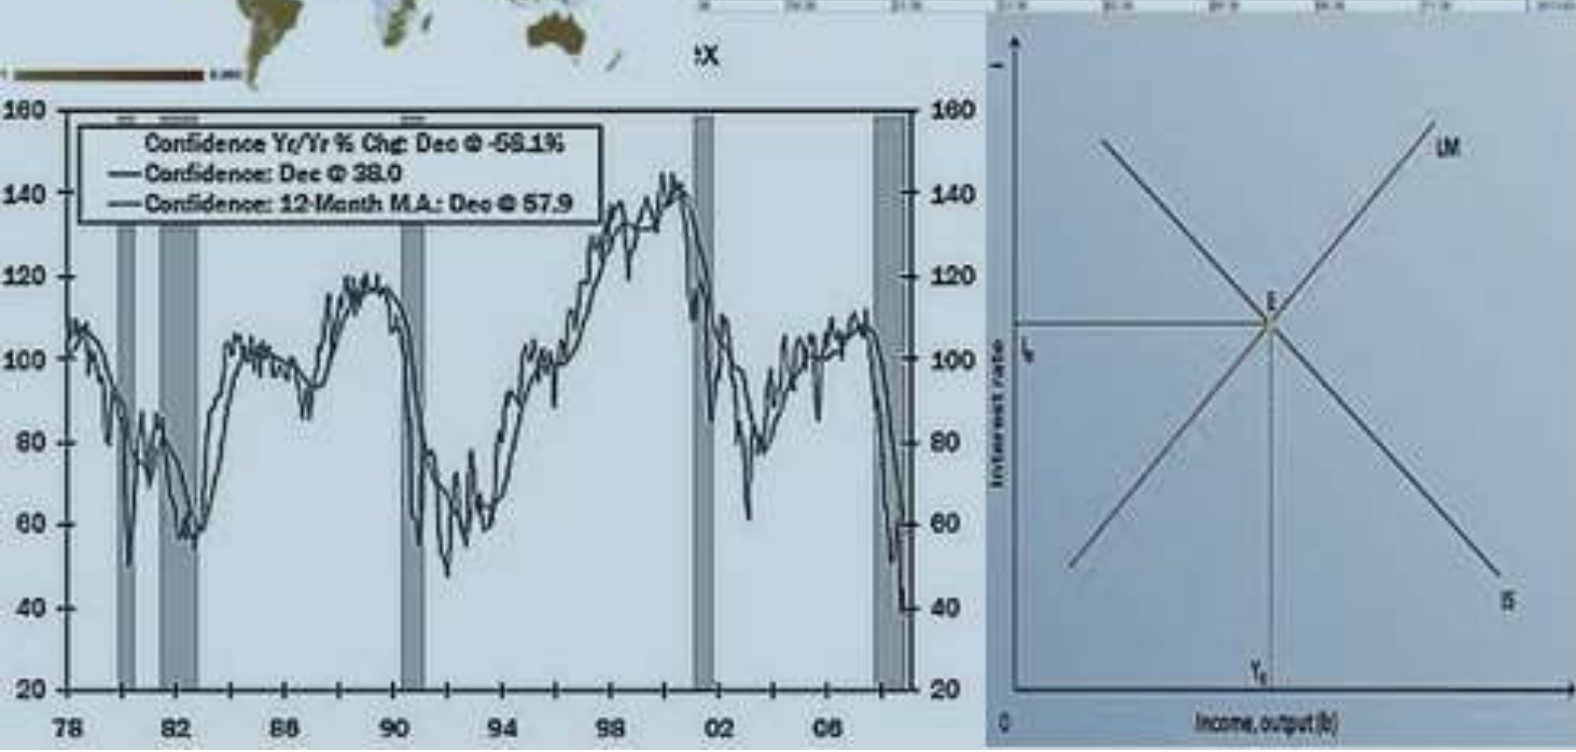 0
ex
160
140
120
100
80
60
40
20
Confidence Yr/Yr % Chg: Dec @ -58.1%
Confidence: Dec @ 38.0
Confidence: 12-Month M.A.: Dec @ 57.9
160
140
120
100
80
60
40
20
78 82 86 90 94 98 02 06
i
LM
E
Interest rate
IS
Y
0
Income, output (b)